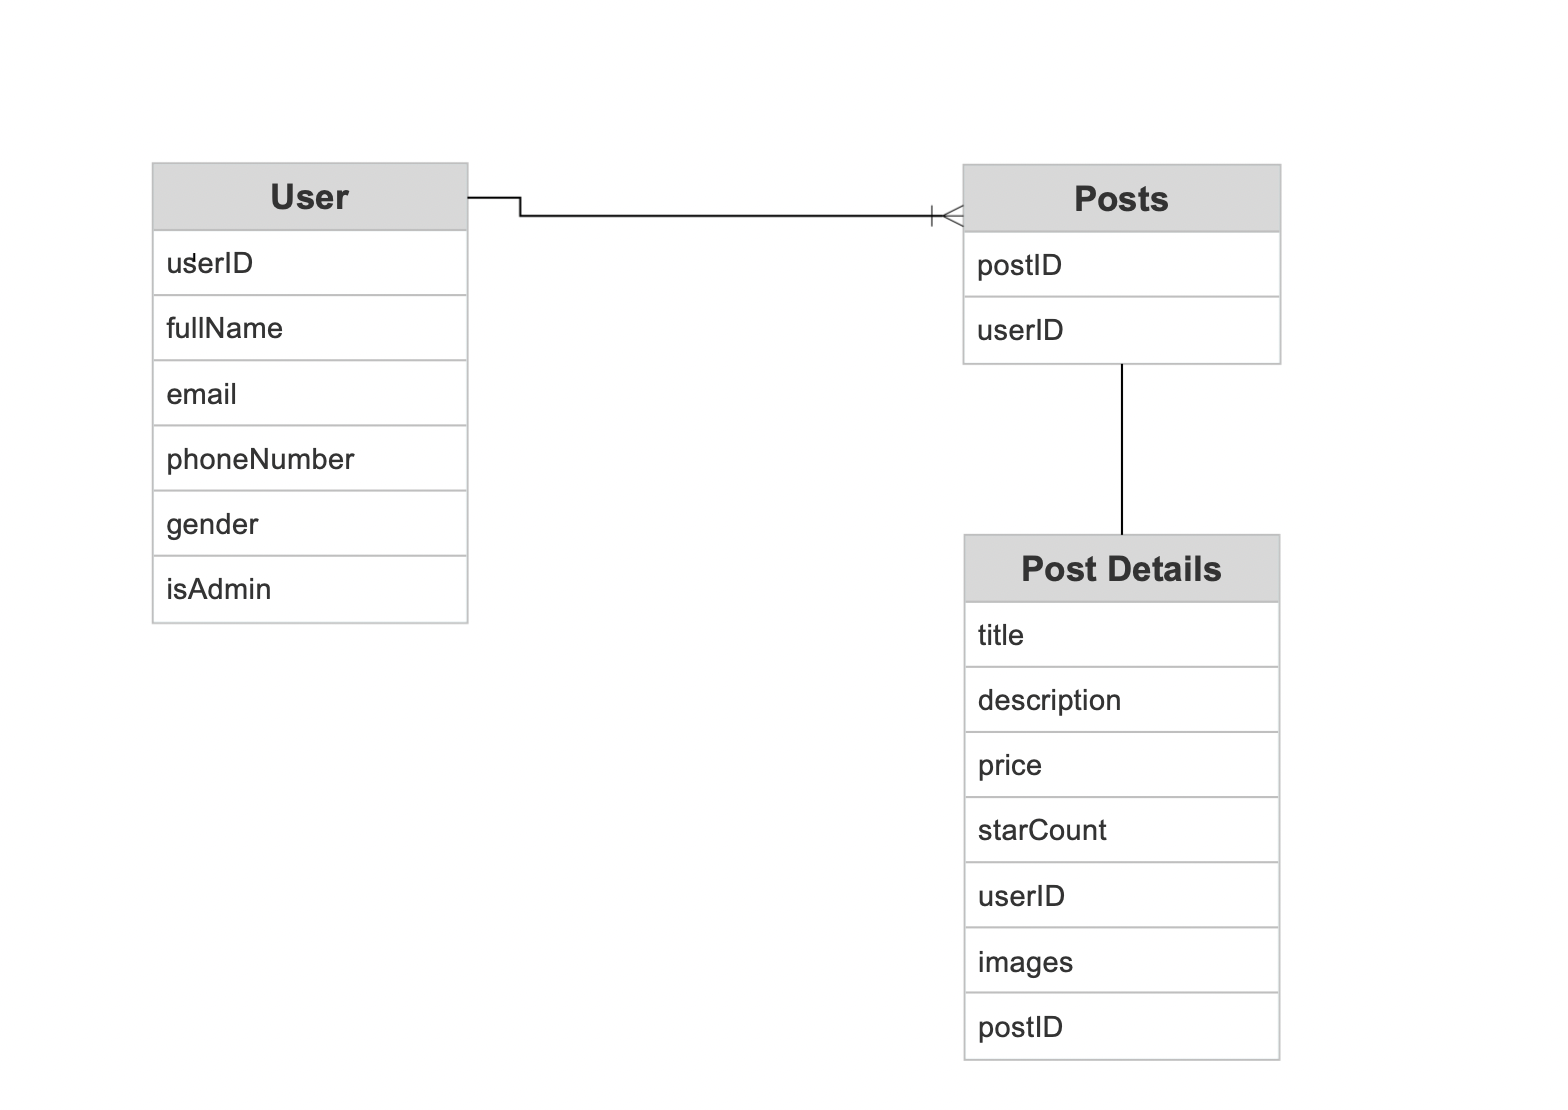 User
userID
fullName
email
phoneNumber
gender
isAdmin
Posts
postID
userID
Post Details
title
description
price
starCount
userID
images
postID